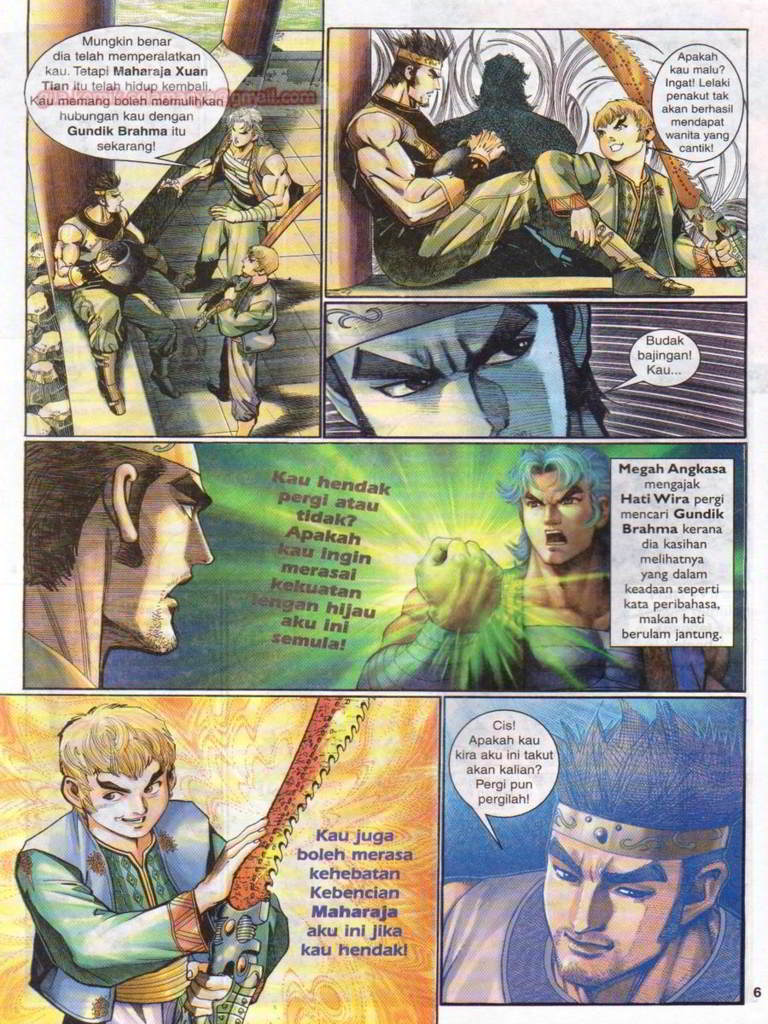 Mungkin benar
dia telah memperalatkan
kau. Tetapi Maharaja Xuan
Tian itu telah hidup kembali.
Kau memang boleh memulihkan
hubungan kau dengan
Gundik Brahma itu
sekarang!
Apakah
kau malu?
Ingat! Lelaki
penakut tak
akan berhasil
mendapat
wanita yang
cantik!
Budak
bajingan!
Kau...
Kau hendak
pergi atau
tidak?
Apakah
kau ingin
merasai
kekuatan
lengan hijau
aku ini
semula!
Megah Angkasa
mengajak
Hati Wira pergi
mencari Gundik
Brahma kerana
dia kasihan
melihatnya
yang dalam
keadaan seperti
kata peribahasa,
makan hati
berulam jantung.
Kau juga
boleh merasa
kehebatan
Kebencian
Maharaja
aku ini jika
kau hendak!
Cis!
Apakah kau
kira aku ini takut
akan kalian?
Pergi pun
pergilah!
6